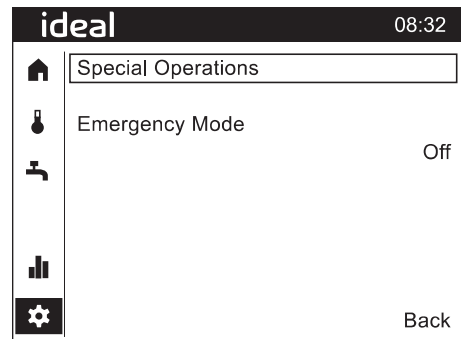 ideal 08:32
Special Operations
Emergency Mode
Off
Back